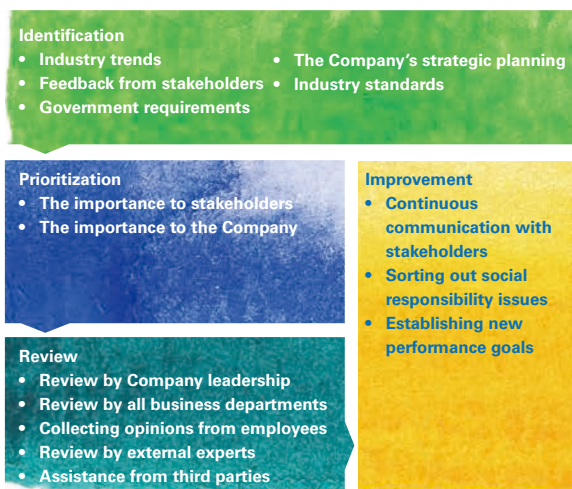 Identification
• Industry trends
• Feedback from stakeholders
• Government requirements
• The Company's strategic planning
• Industry standards
Prioritization
• The importance to stakeholders
• The importance to the Company
Review
• Review by Company leadership
• Review by all business departments
• Collecting opinions from employees
• Review by external experts
• Assistance from third parties
Improvement
• Continuous
communication with
stakeholders
• Sorting out social
responsibility issues
• Establishing new
performance goals